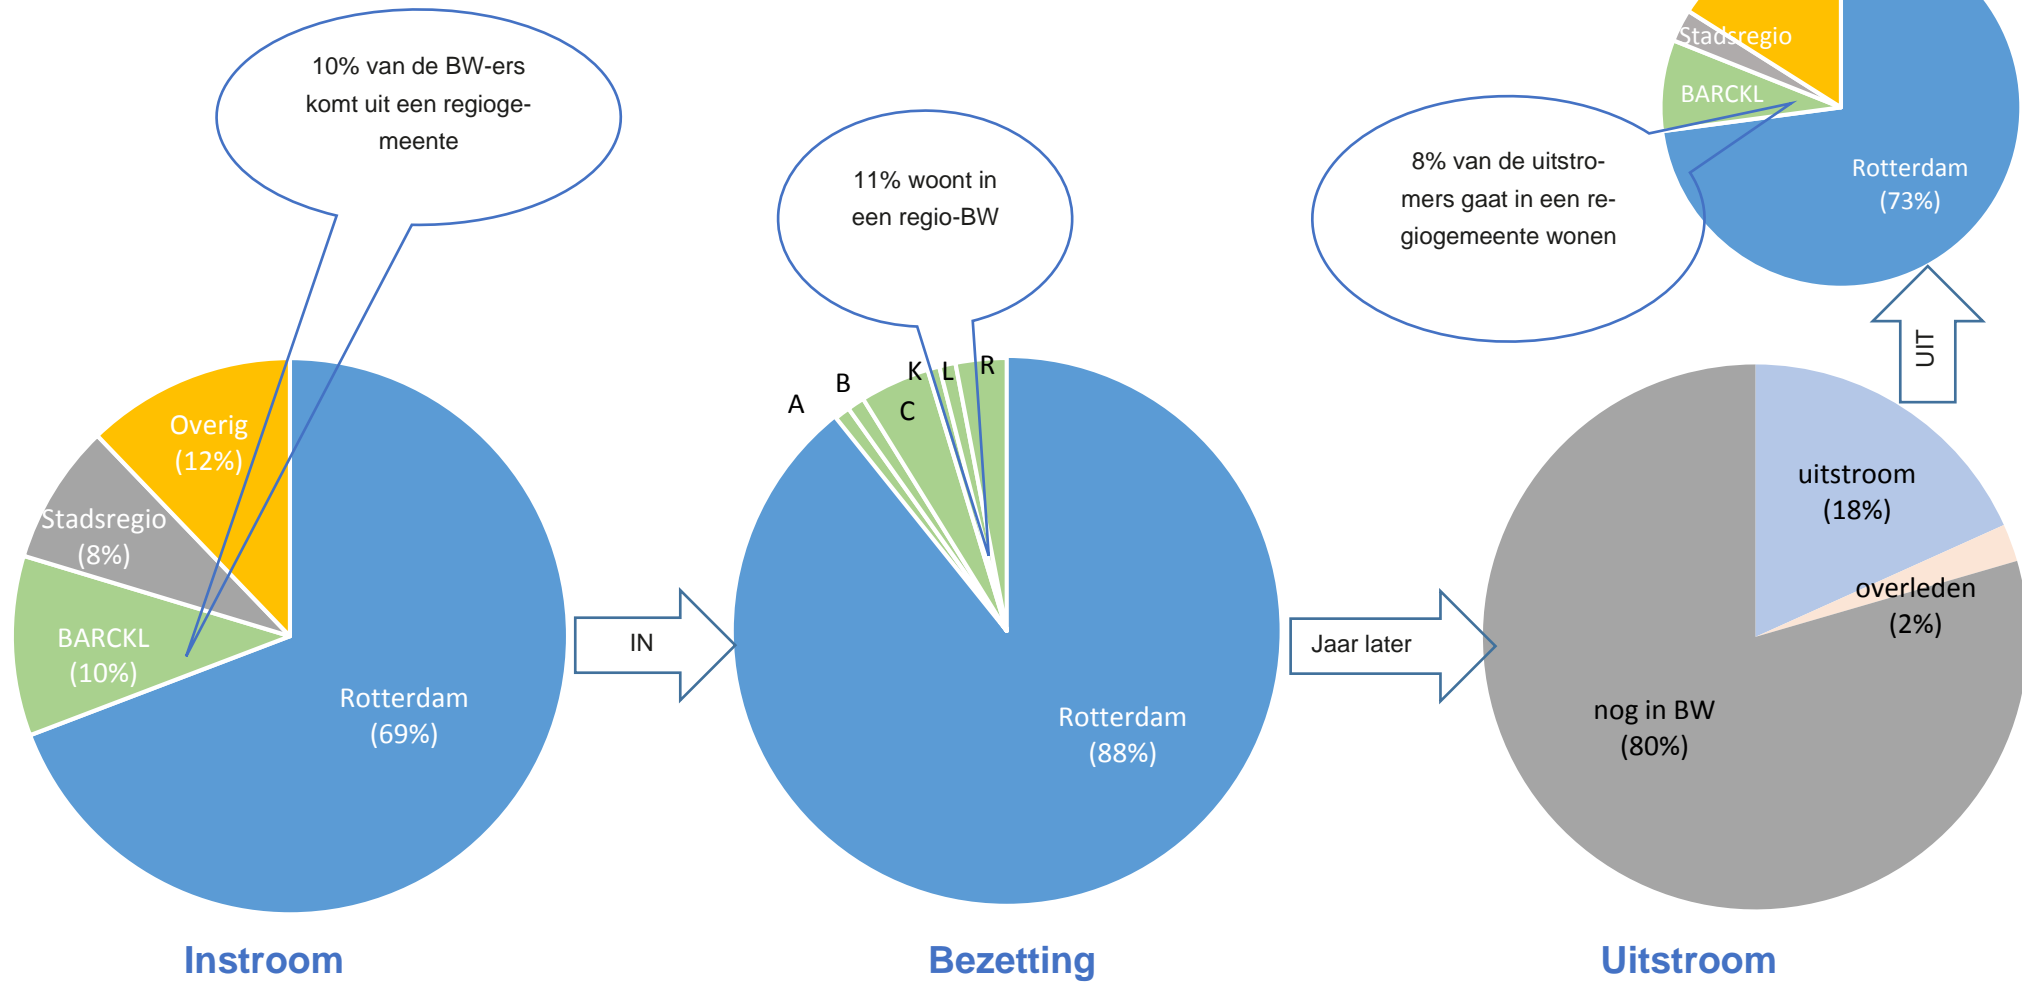 10% van de BW-ers
komt uit een regioge-
meente
Overig
(12%)
Stadsregio
(8%)
BARCKL
(10%)
Rotterdam
(69%)
Instroom
IN
11% woont in
een regio-BW
A
B
C
K
L
R
Rotterdam
(88%)
Bezetting
Jaar later
8% van de uitstro-
mers gaat in een re-
giogemeente wonen
Stadsregio
BARCKL
Rotterdam
(73%)
UIT
uitstroom
(18%)
overleden
(2%)
nog in BW
(80%)
Uitstroom